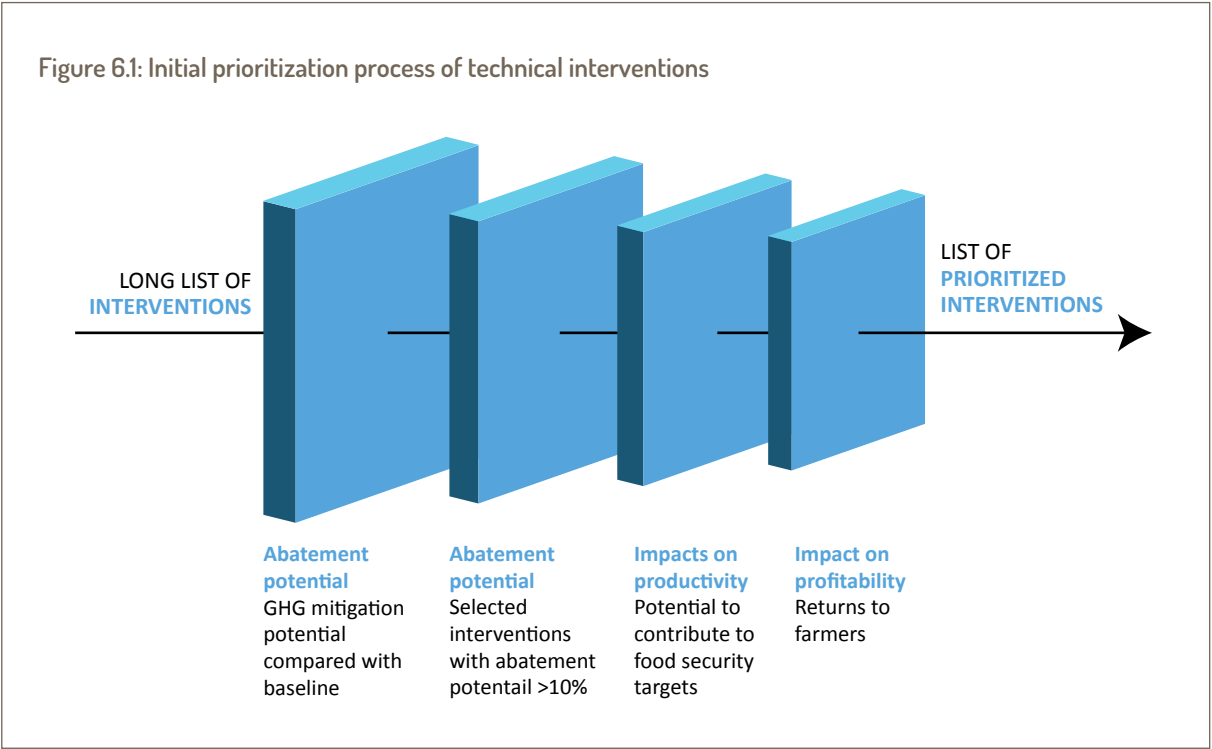 Figure 6.1: Initial prioritization process of technical interventions
LONG LIST OF
INTERVENTIONS
LIST OF
PRIORITIZED
INTERVENTIONS
Abatement
potential
GHG mitigation
potential
compared with
baseline
Abatement
potential
Selected
interventions
with abatement
potentail >10%
Impacts on
productivity
Potential to
contribute to
food security
targets
Impact on
profitability
Returns to
farmers